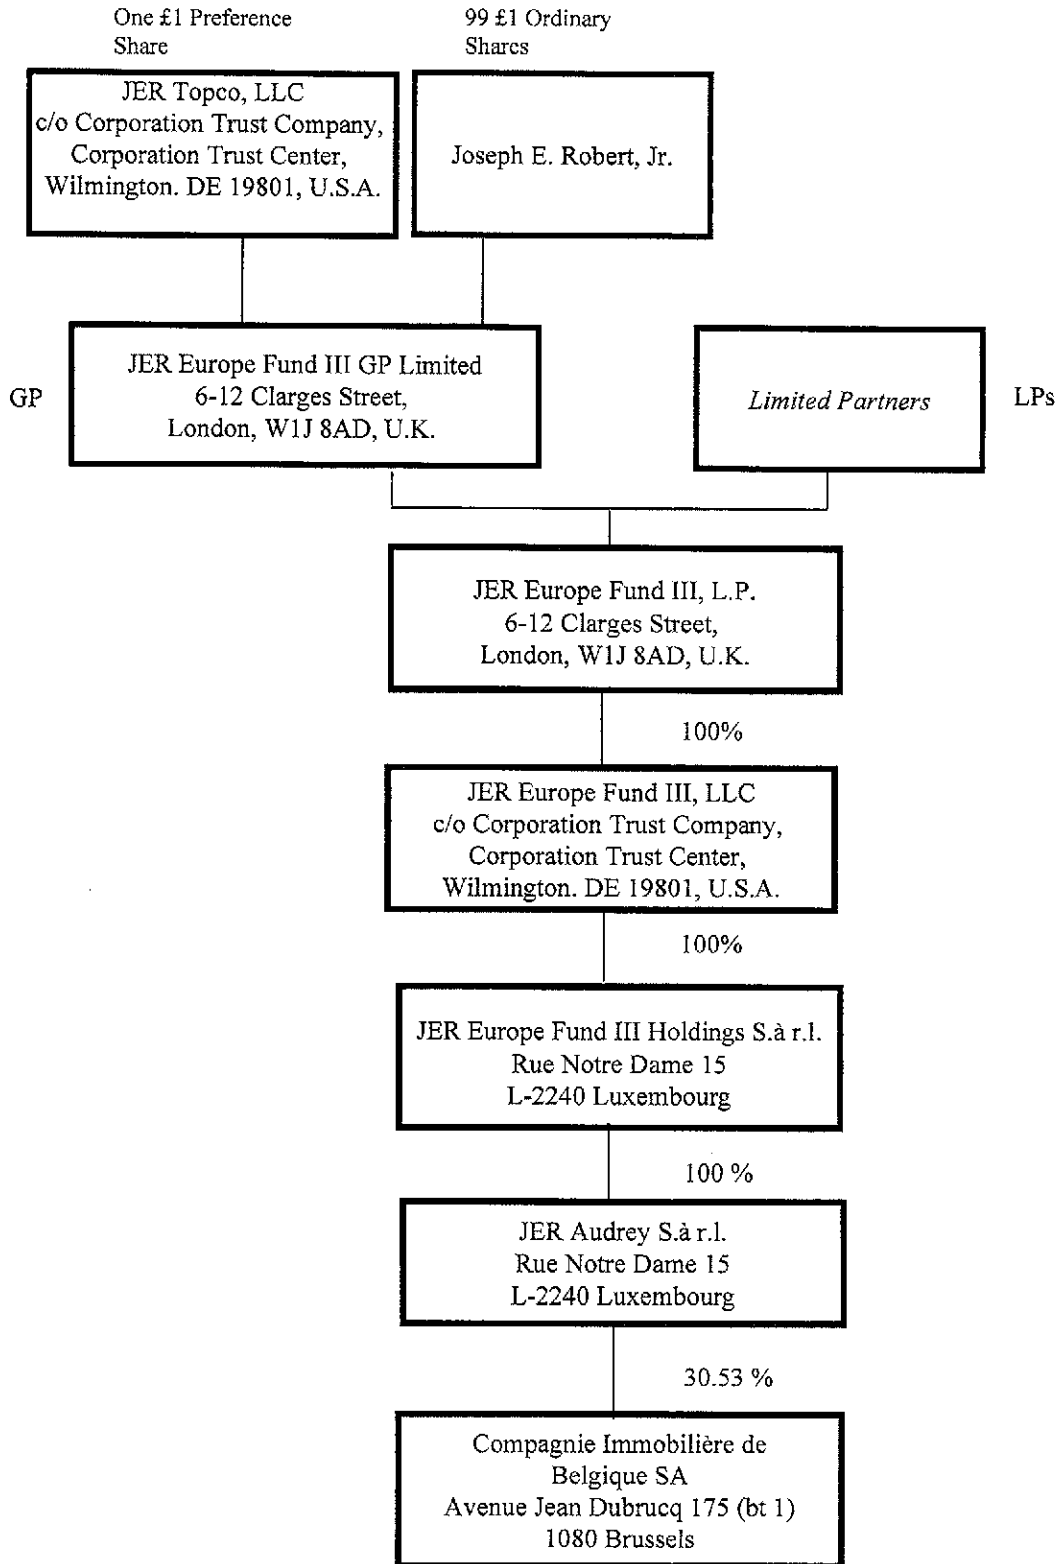 One £1 Preference
Share
99 £1 Ordinary
Shares
JER Topco, LLC
c/o Corporation Trust Company,
Corporation Trust Center,
Wilmington. DE 19801, U.S.A.
Joseph E. Robert, Jr.
GP
JER Europe Fund III GP Limited
6-12 Clarges Street,
London, W1J 8AD, U.K.
Limited Partners
LPs
JER Europe Fund III, L.P.
6-12 Clarges Street,
London, W1J 8AD, U.K.
100%
JER Europe Fund III, LLC
c/o Corporation Trust Company,
Corporation Trust Center,
Wilmington. DE 19801, U.S.A.
100%
JER Europe Fund III Holdings S.à r.l.
Rue Notre Dame 15
L-2240 Luxembourg
100 %
JER Audrey S.à r.l.
Rue Notre Dame 15
L-2240 Luxembourg
30.53 %
Compagnie Immobilière de
Belgique SA
Avenue Jean Dubrucq 175 (bt 1)
1080 Brussels